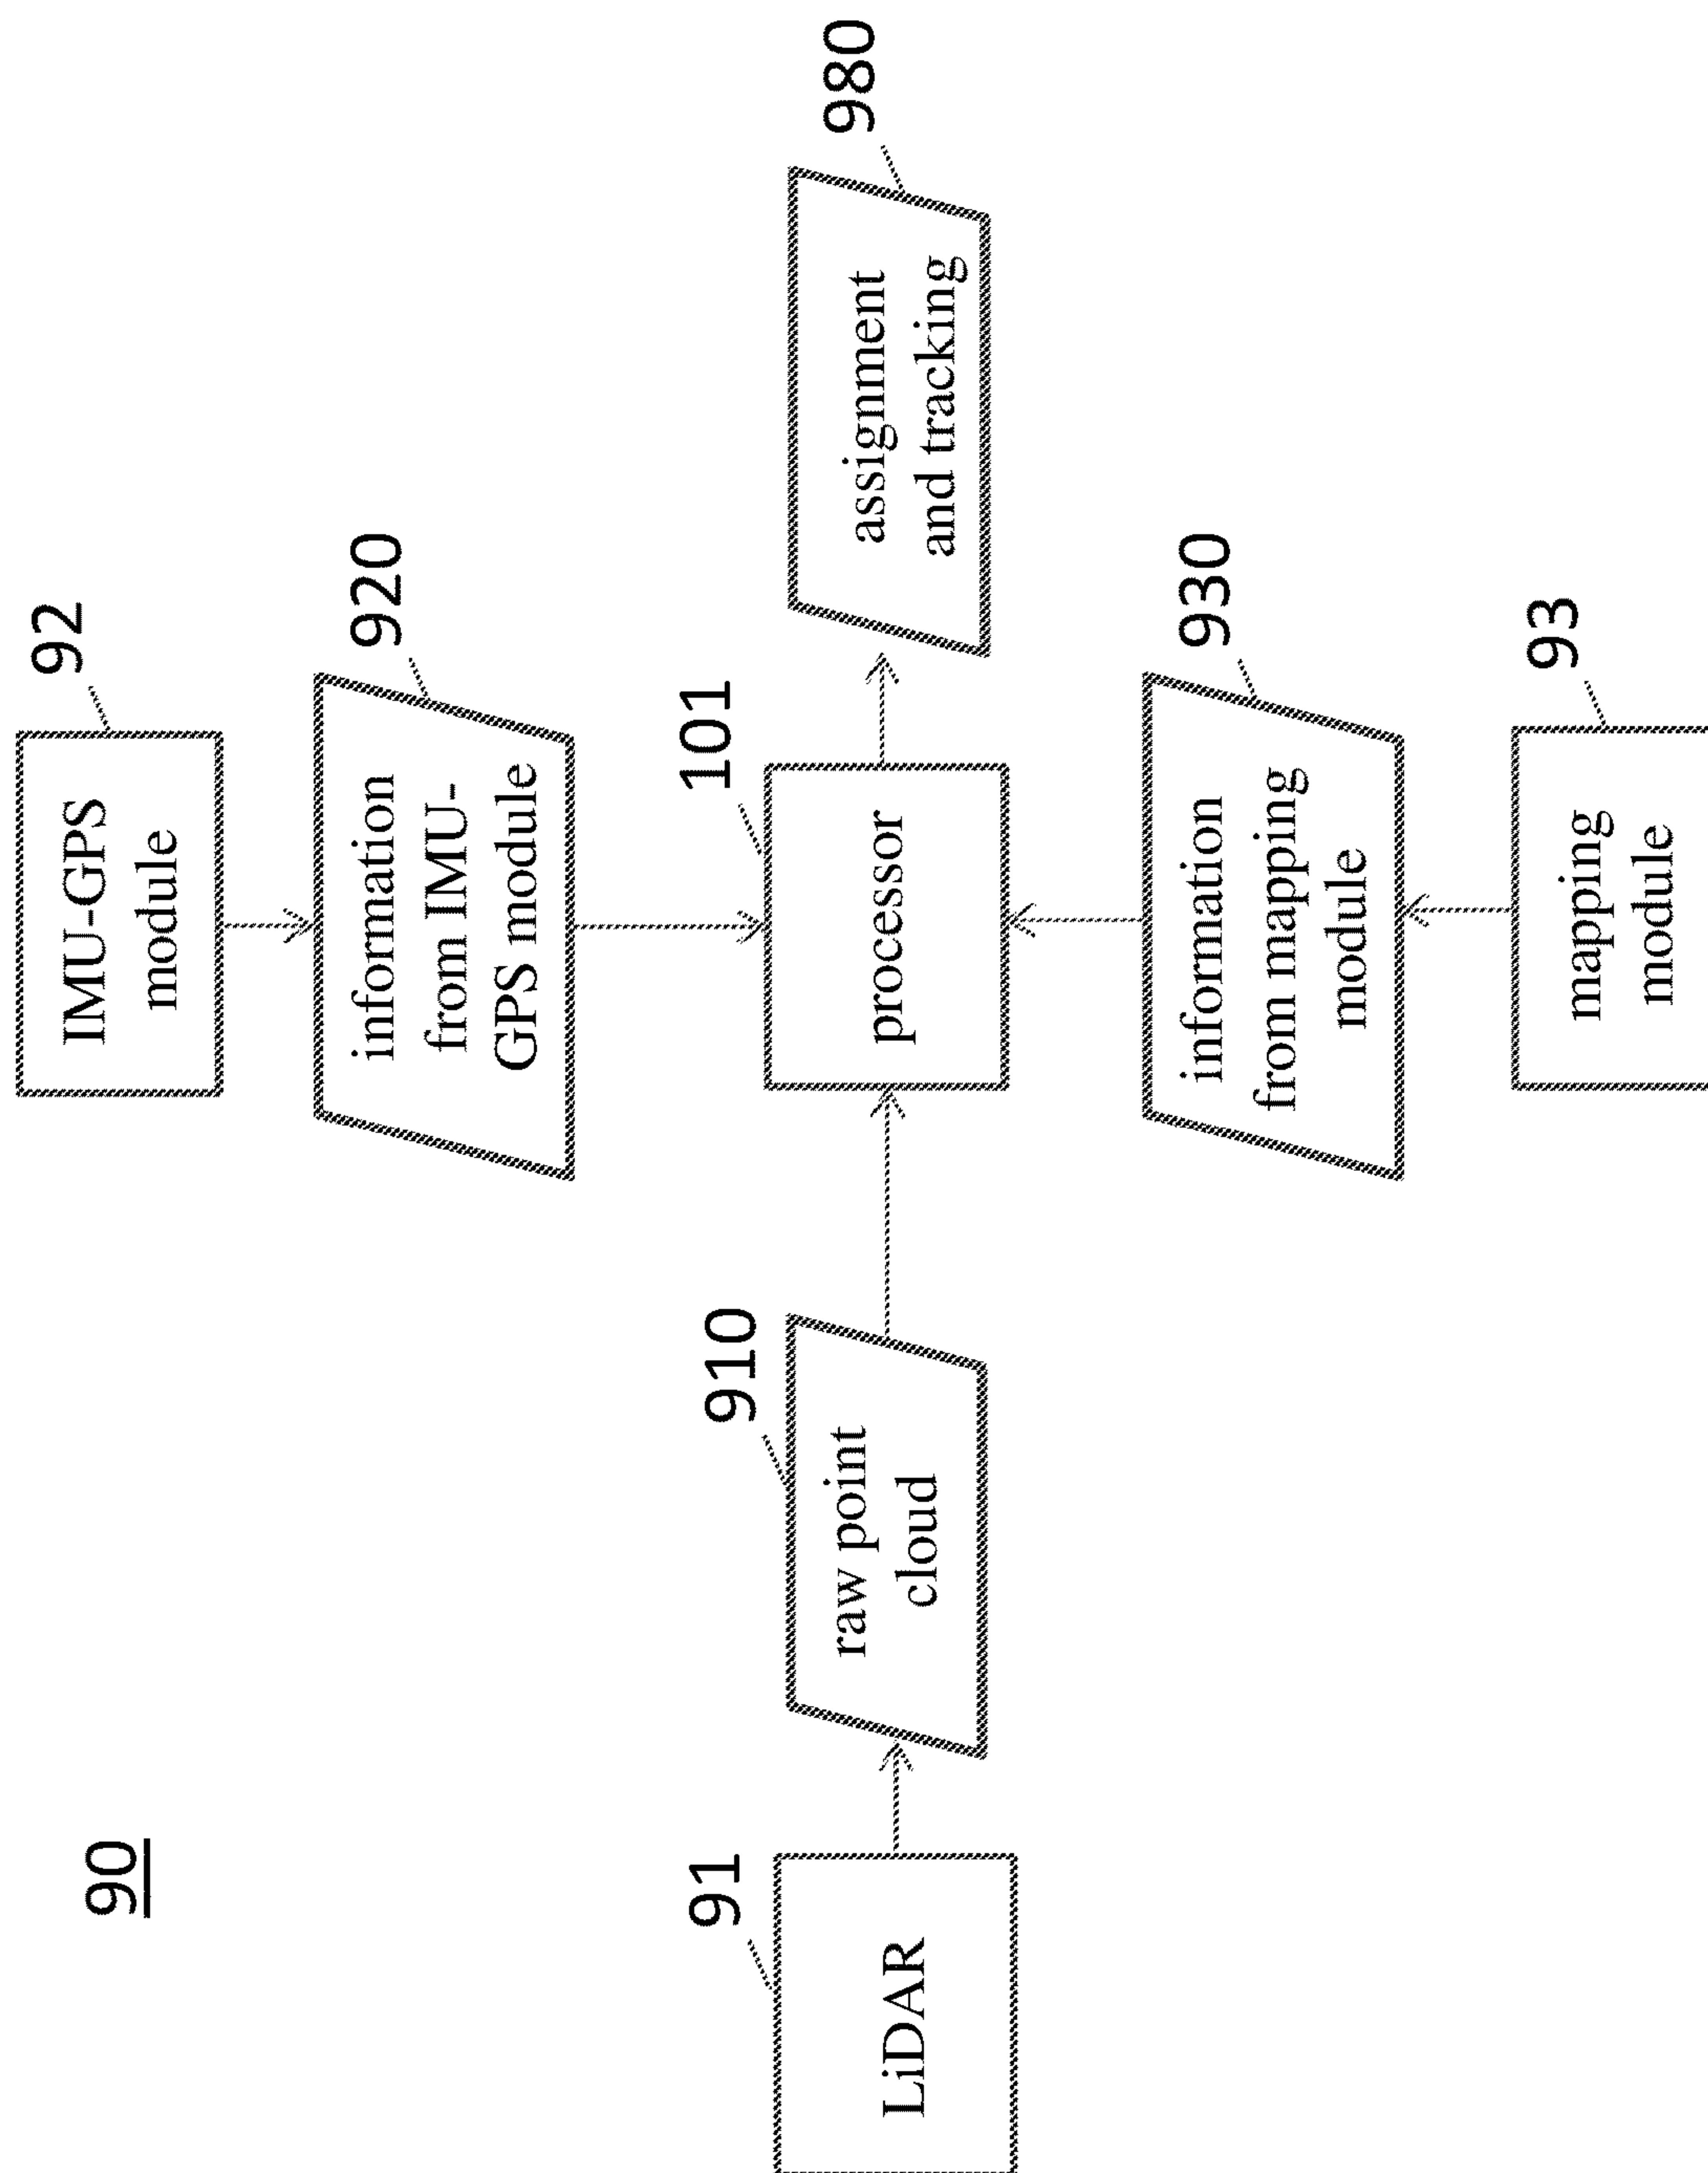 90
92
IMU-GPS
module
920
information
from IMU-
GPS module
91
LiDAR
910
raw point
cloud
101
processor
980
assignment
and tracking
930
information
from mapping
module
93
mapping
module